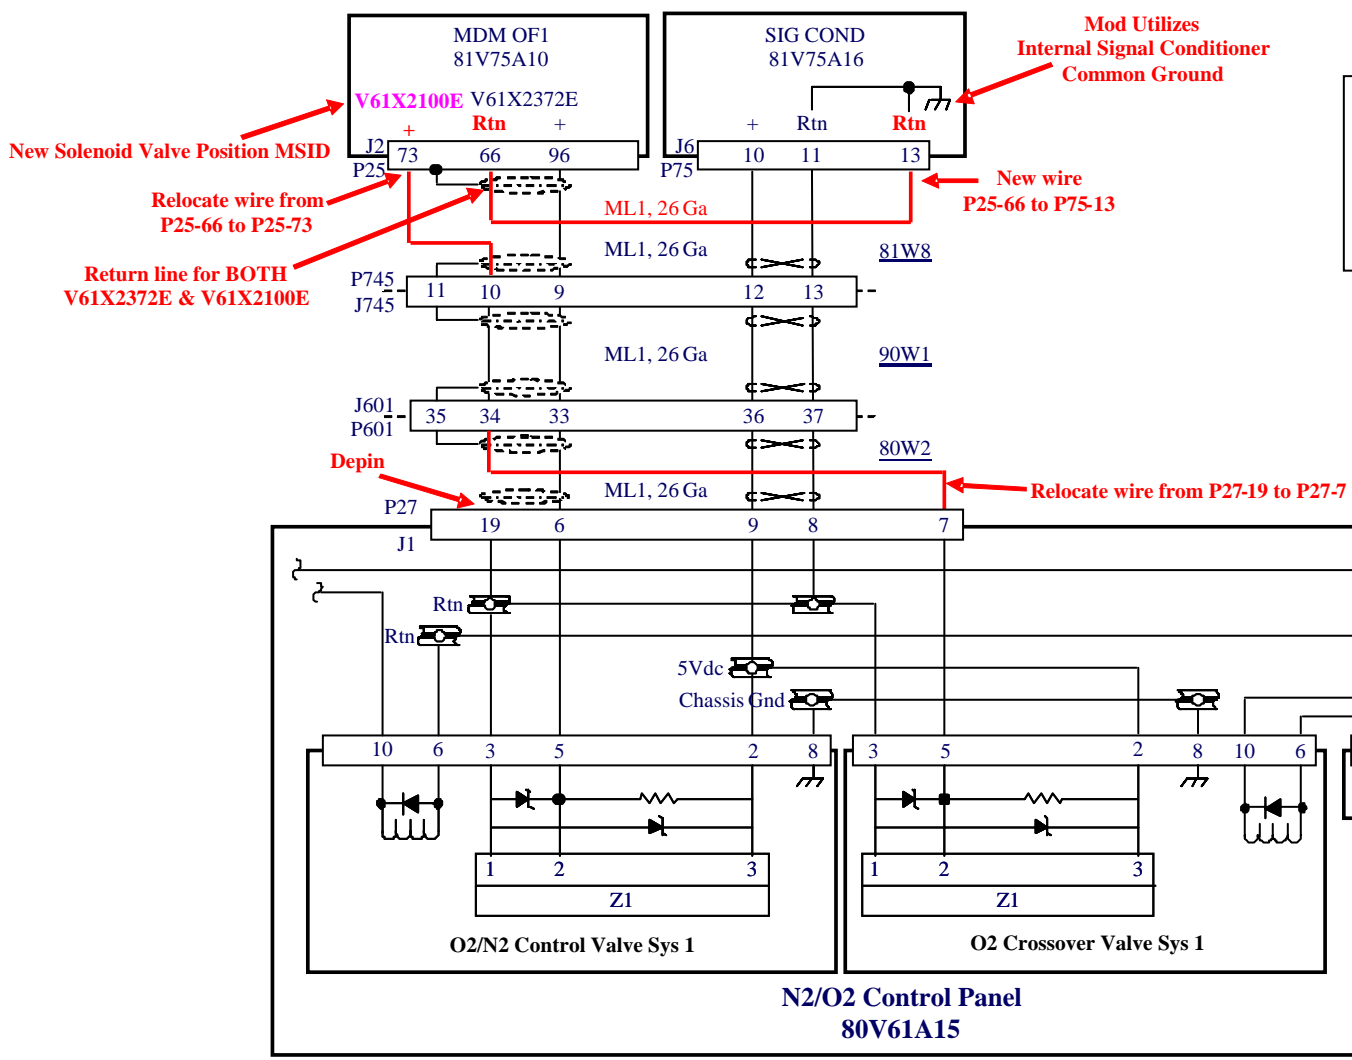 MDM OF1
81V75A10
SIG COND
81V75A16
Mod Utilizes
Internal Signal Conditioner
Common Ground
V61X2100E V61X2372E
+ Rtn +
+ Rtn Rtn
New Solenoid Valve Position MSID
J2 73 66 96
P25
J6 10 11 13
P75
Relocate wire from
P25-66 to P25-73
New wire
P25-66 to P75-13
ML1, 26 Ga
ML1, 26 Ga
81W8
Return line for BOTH
V61X2372E & V61X2100E
P745
J745
11 10 9 12 13
ML1, 26 Ga
90W1
J601
P601
35 34 33 36 37
80W2
Depin
ML1, 26 Ga
Relocate wire from P27-19 to P27-7
P27
J1
19 6 9 8 7
Rtn
Rtn
5Vdc
Chassis Gnd
10 6 3 5 2 8
3 5 2 8 10 6
1 2 3
Z1
1 2 3
Z1
O2/N2 Control Valve Sys 1
O2 Crossover Valve Sys 1
N2/O2 Control Panel
80V61A15